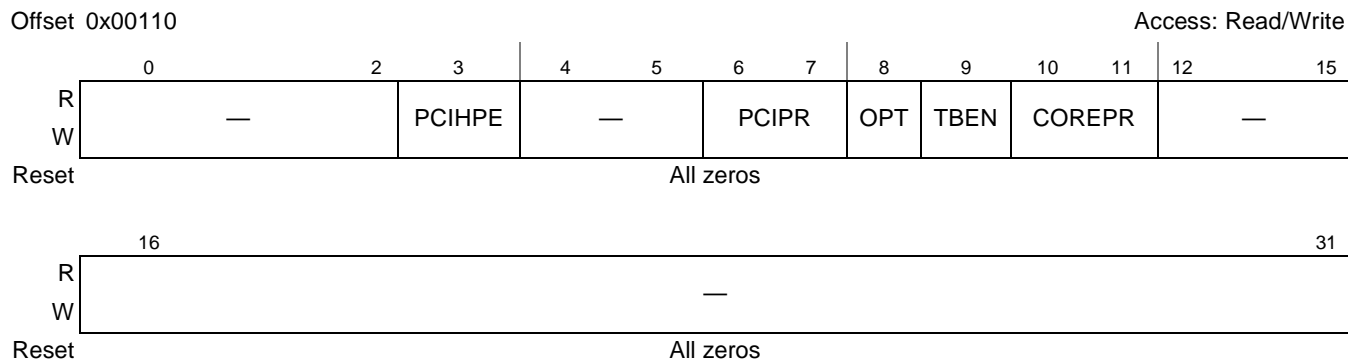 Offset 0x00110 Access: Read/Write
0 2 3 4 5 6 7 8 9 10 11 12 15
R
W
— PCIHPE — PCIPR OPT TBEN COREPR —
Reset All zeros
16 31
R
W
—
Reset All zeros